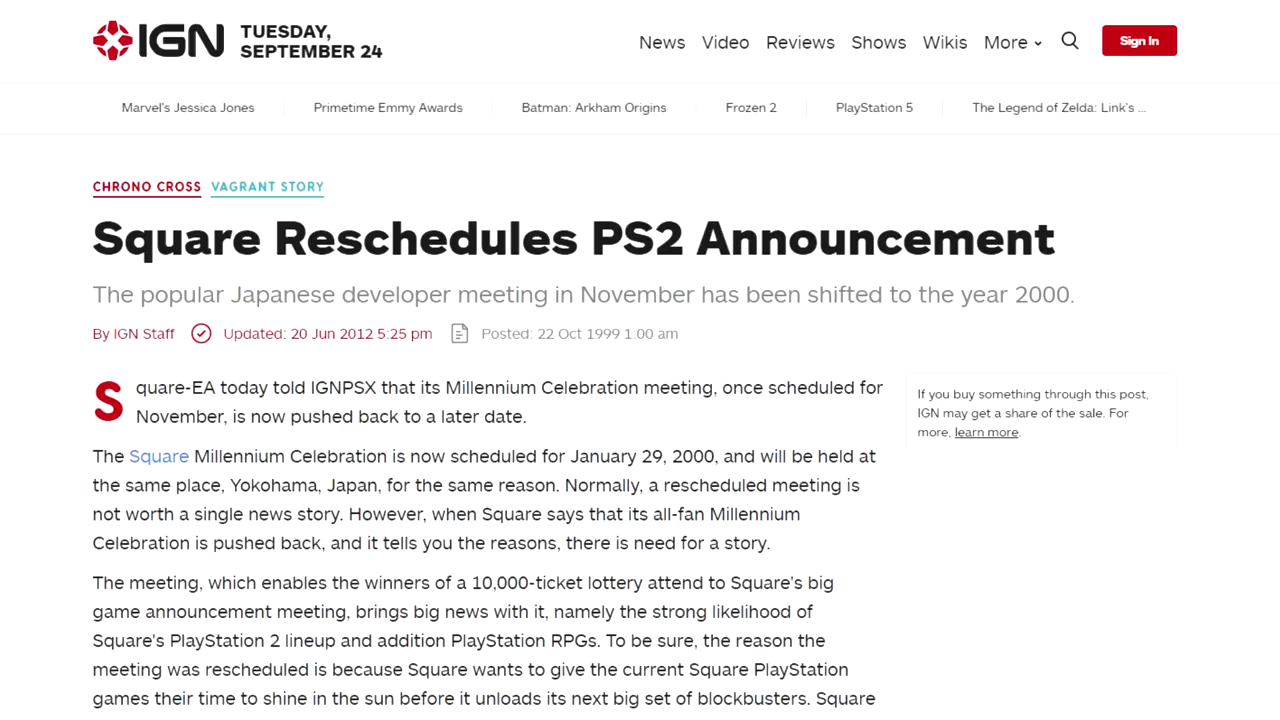 IGN
TUESDAY,
SEPTEMBER 24
News Video Reviews Shows Wikis More Sign In
Marvel's Jessica Jones Primetime Emmy Awards Batman: Arkham Origins Frozen 2 PlayStation 5 The Legend of Zelda: Link's ...
CHRONO CROSS VAGRANT STORY
Square Reschedules PS2 Announcement
The popular Japanese developer meeting in November has been shifted to the year 2000.
By IGN Staff Updated: 20 Jun 2012 5:25 pm Posted: 22 Oct 1999 1:00 am
Square-EA today told IGNPSX that its Millennium Celebration meeting, once scheduled for
November, is now pushed back to a later date.
The Square Millennium Celebration is now scheduled for January 29, 2000, and will be held at
the same place, Yokohama, Japan, for the same reason. Normally, a rescheduled meeting is
not worth a single news story. However, when Square says that its all-fan Millennium
Celebration is pushed back, and it tells you the reasons, there is need for a story.
The meeting, which enables the winners of a 10,000-ticket lottery attend to Square's big
game announcement meeting, brings big news with it, namely the strong likelihood of
Square's PlayStation 2 lineup and addition PlayStation RPGs. To be sure, the reason the
meeting was rescheduled is because Square wants to give the current Square PlayStation
games their time to shine in the sun before it unloads its next big set of blockbusters. Square
If you buy something through this post,
IGN may get a share of the sale. For
more, learn more.